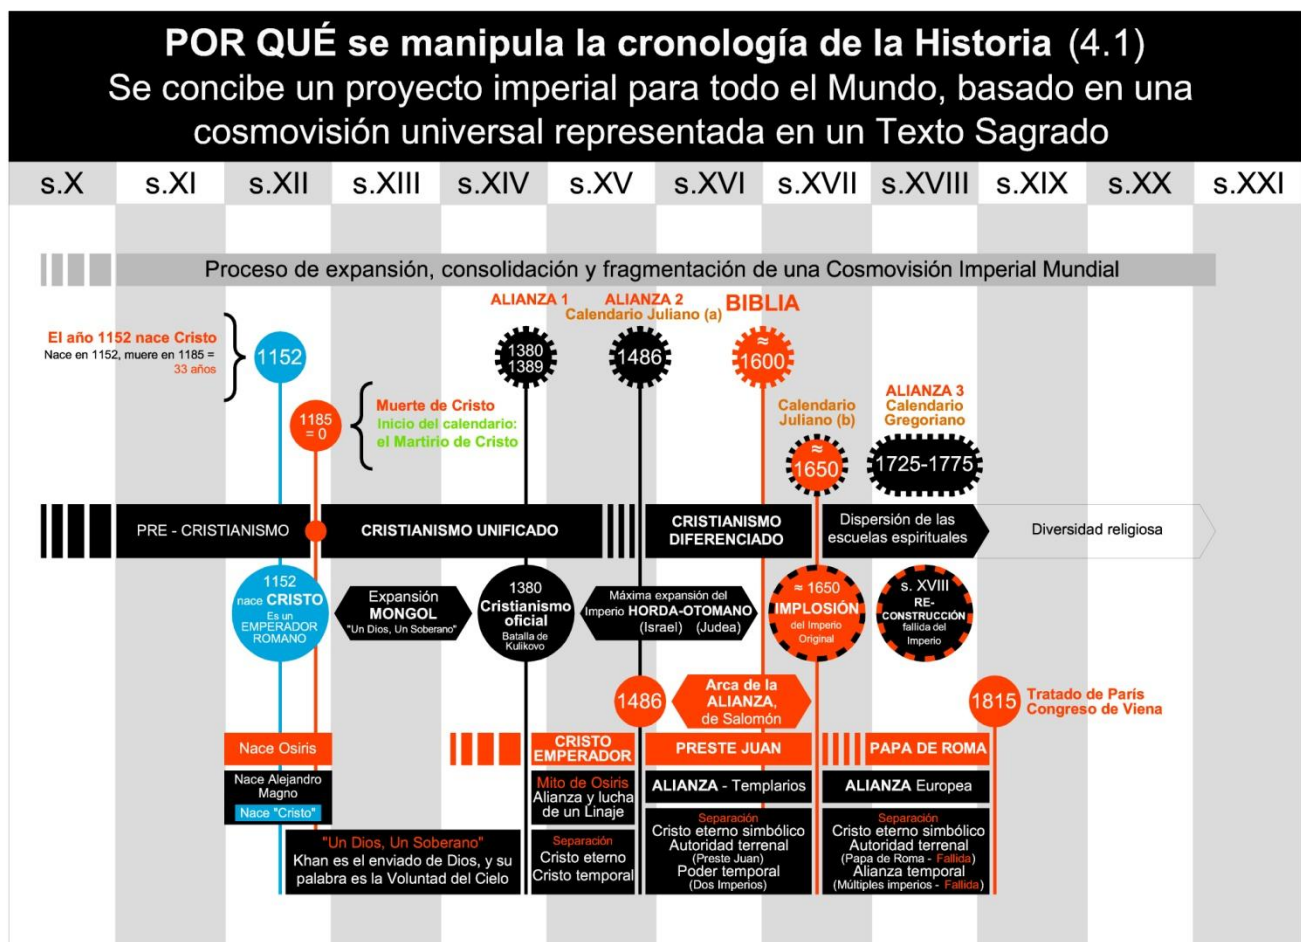 POR QUÉ se manipula la cronología de la Historia (4.1)
Se concibe un proyecto imperial para todo el Mundo, basado en una
cosmovisión universal representada en un Texto Sagrado
s.X s.XI s.XII s.XIII s.XIV s.XV s.XVI s.XVII s.XVIII s.XIX s.XX s.XXI
Proceso de expansión, consolidación y fragmentación de una Cosmovisión Imperial Mundial
El año 1152 nace Cristo
Nace en 1152, muere en 1185 =
33 años
1152
1185
= 0
Muerte de Cristo
Inicio del calendario:
el Martirio de Cristo
ALIANZA 1
1380
1389
ALIANZA 2
Calendario Juliano (a)
1486
BIBLIA
≈
1600
Calendario
Juliano (b)
≈
1650
ALIANZA 3
Calendario
Gregoriano
1725-1775
PRE - CRISTIANISMO
CRISTIANISMO UNIFICADO
CRISTIANISMO
DIFERENCIADO
Dispersión de las
escuelas espirituales
Diversidad religiosa
1152
nace CRISTO
Es un
EMPERADOR
ROMANO
Expansión
MONGOL
"Un Dios, Un Soberano"
1380
Cristianismo
oficial
Batalla de
Kulikovo
Máxima expansión del
Imperio HORDA-OTOMANO
(Israel) (Judea)
≈ 1650
IMPLOSIÓN
del Imperio
Original
s. XVIII
RE-
CONSTRUCCIÓN
fallida del
Imperio
1486
Arca de la
ALIANZA,
de Salomón
1815
Tratado de París
Congreso de Viena
Nace Osiris
Nace Alejandro
Magno
Nace "Cristo"
"Un Dios, Un Soberano"
Khan es el enviado de Dios, y su
palabra es la Voluntad del Cielo
CRISTO
EMPERADOR
Mito de Osiris
Alianza y lucha
de un Linaje
Separación
Cristo eterno
Cristo temporal
PRESTE JUAN
ALIANZA - Templarios
Separación
Cristo eterno simbólico
Autoridad terrenal
(Preste Juan)
Poder temporal
(Dos Imperios)
PAPA DE ROMA
ALIANZA Europea
Separación
Cristo eterno simbólico
Autoridad terrenal
(Papa de Roma - Fallida)
Alianza temporal
(Múltiples imperios - Fallida)